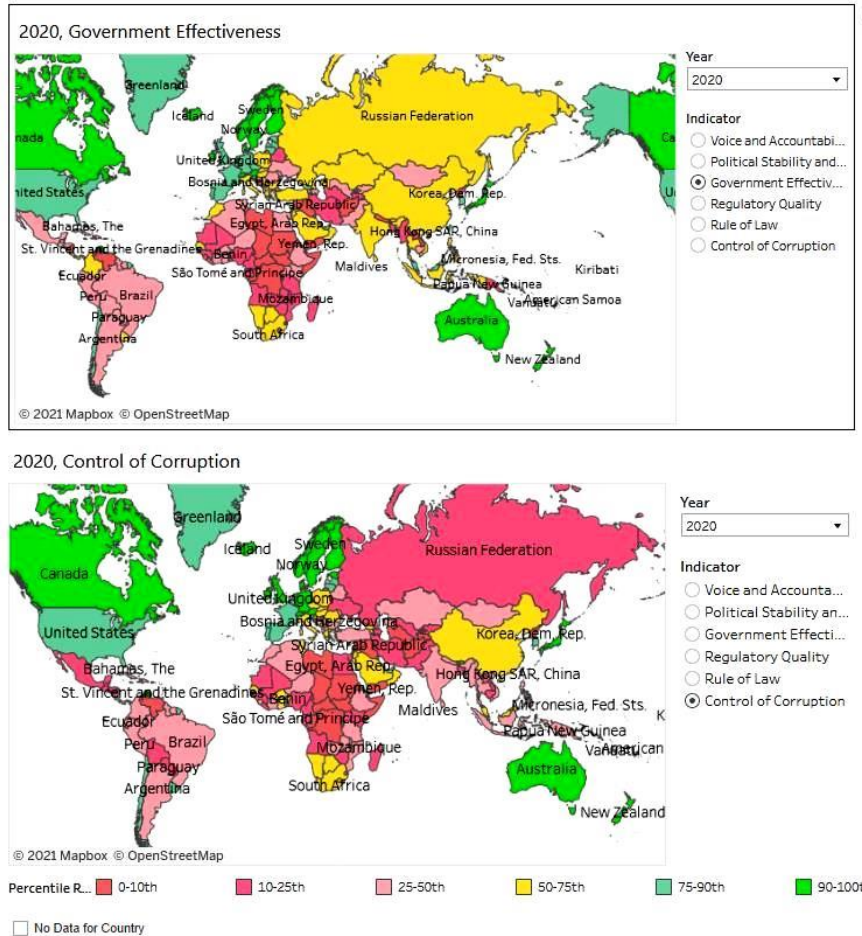 2020, Government Effectiveness
Greenland
Iceland
Sweden
Norway
Russian Federation
nada
Ca
United Kingdom
nited States
U
Bosnia and Herzegovina
Korea, Dem. Rep.
Syrian Arab Republic
Bahamas, The
Egypt, Arab Rep.
Hong Kong SAR, China
St. Vincent and the Grenadines
Benin
Yemen, Rep.
Micronesia, Fed. Sts.
Ecuador
São Tomé and Principe
Maldives
Kiribati
Peru
Brazil
Mozambique
Papua New Guinea
Vanuatu
American Samoa
Paraguay
Argentina
South Africa
Australia
New Zealand
© 2021 Mapbox © OpenStreetMap
Year
2020
Indicator
Voice and Accountabi...
Political Stability and...
Government Effectiv...
Regulatory Quality
Rule of Law
Control of Corruption
2020, Control of Corruption
Greenland
Iceland
Sweden
Norway
Russian Federation
Canada
United Kingdom
United States
Bosnia and Herzegovina
Korea, Dem. Rep.
Syrian Arab Republic
Bahamas, The
Egypt, Arab Rep.
Hong Kong SAR, China
St. Vincent and the Grenadines
Benin
Yemen, Rep.
Micronesia, Fed. Sts.
Ecuador
São Tomé and Principe
Maldives
K
Peru
Brazil
Mozambique
Papua New Guinea
Vanuatu
American
Paraguay
Argentina
South Africa
Australia
New Zealand
© 2021 Mapbox © OpenStreetMap
Year
2020
Indicator
Voice and Accounta...
Political Stability an...
Government Effecti...
Regulatory Quality
Rule of Law
Control of Corruption
Percentile R... 0-10th 10-25th 25-50th 50-75th 75-90th 90-100t
No Data for Country